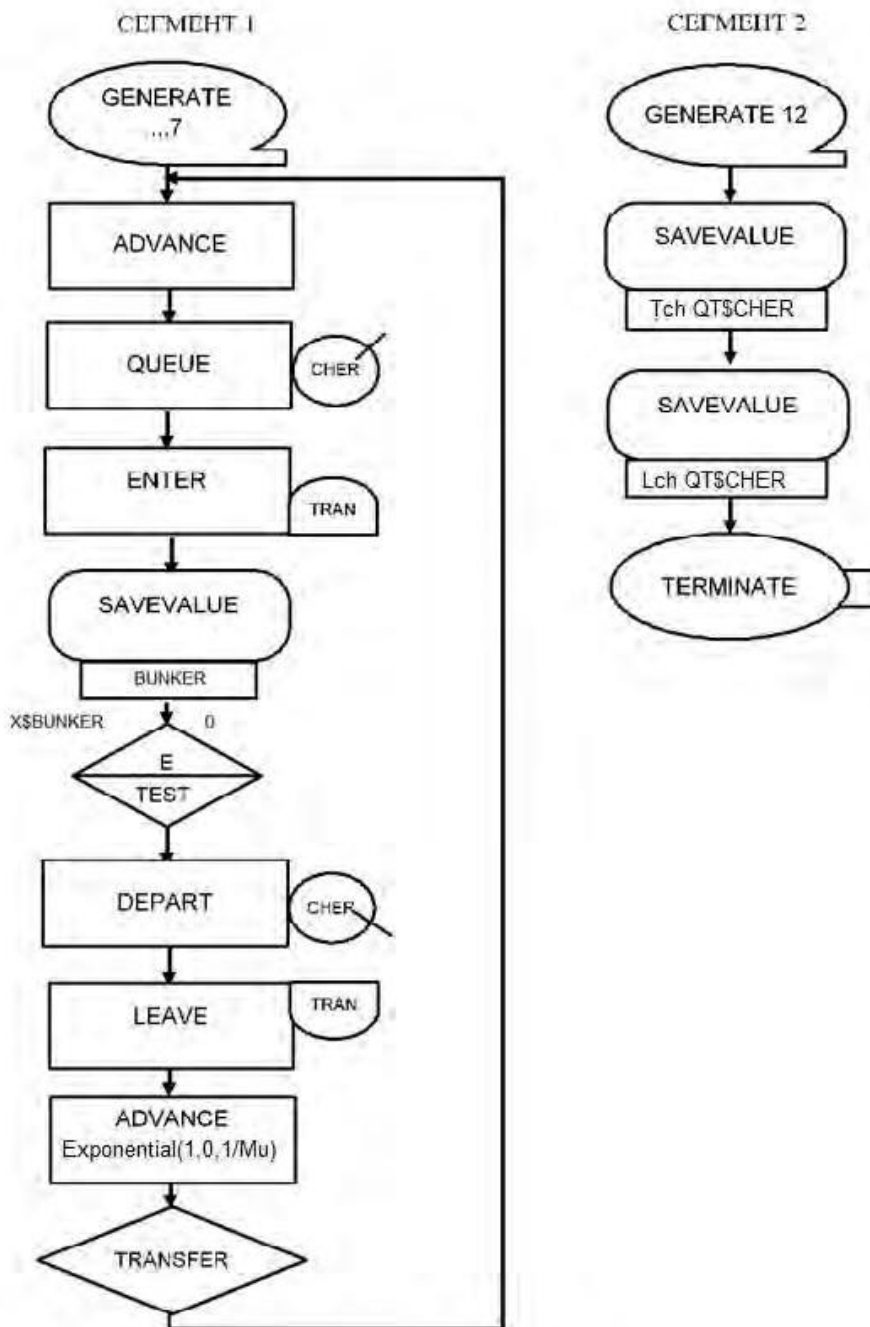 СЕГМЕНТ 1
GENERATE
,,,7
ADVANCE
QUEUE
CHER
ENTER
TRAN
SAVEVALUE
BUNKER
X$BUNKER 0
E
TEST
DEPART
CHER
LEAVE
TRAN
ADVANCE
Exponential(1,0,1/Mu)
TRANSFER
СЕГМЕНТ 2
GENERATE 12
SAVEVALUE
Tch QT$CHER
SAVEVALUE
Lch QT$CHER
TERMINATE